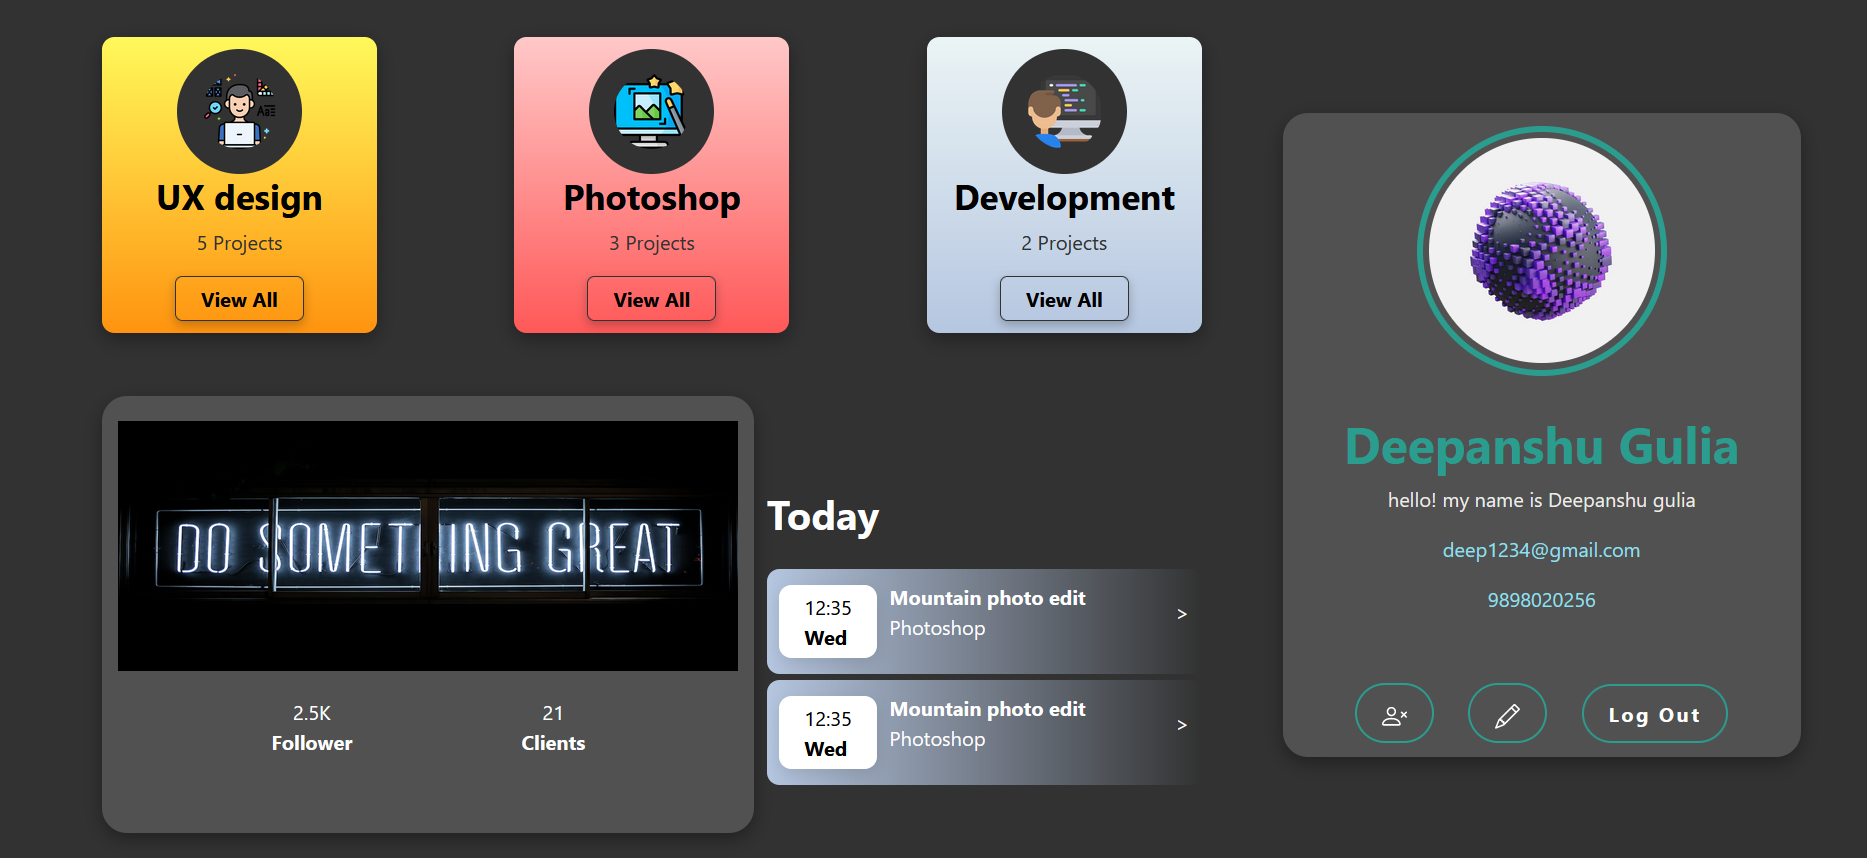 UX design
5 Projects
View All
Photoshop
3 Projects
View All
Development
2 Projects
View All
DO SOMETHING GREAT
2.5K
Follower
21
Clients
Today
12:35
Wed
Mountain photo edit
Photoshop
>
12:35
Wed
Mountain photo edit
Photoshop
>
Deepanshu Gulia
hello! my name is Deepanshu gulia
deep1234@gmail.com
9898020256
Log Out